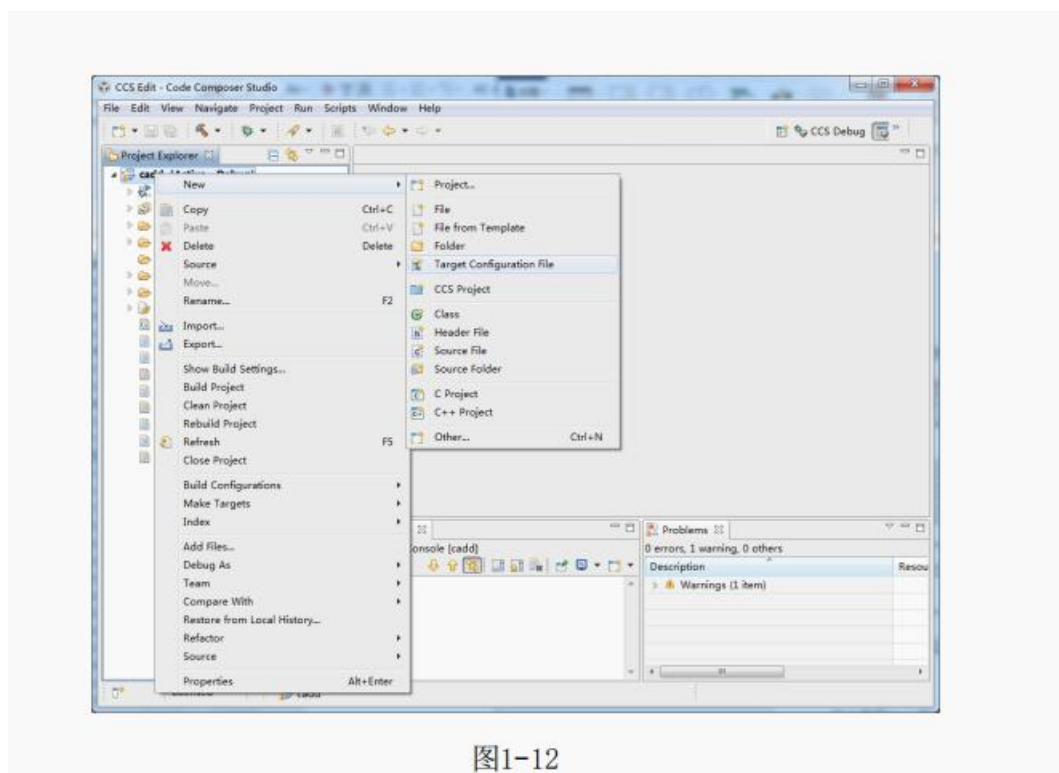 CCS Edit - Code Composer Studio
File Edit View Navigate Project Run Scripts Window Help
CCS Debug
Project Explorer
New
Copy Ctrl+C
Paste Ctrl+V
Delete Delete
Source
Move...
Rename... F2
Import...
Export...
Show Build Settings...
Build Project
Clean Project
Rebuild Project
Refresh F5
Close Project
Build Configurations
Make Targets
Index
Add Files...
Debug As
Team
Compare With
Restore from Local History...
Refactor
Source
Properties Alt+Enter
Project...
File
File from Template
Folder
Target Configuration File
CCS Project
Class
Header File
Source File
Source Folder
C Project
C++ Project
Other... Ctrl+N
onsole [cadd]
Problems
0 errors, 1 warning, 0 others
Description Resou
Warnings (1 item)
cadd
图1-12